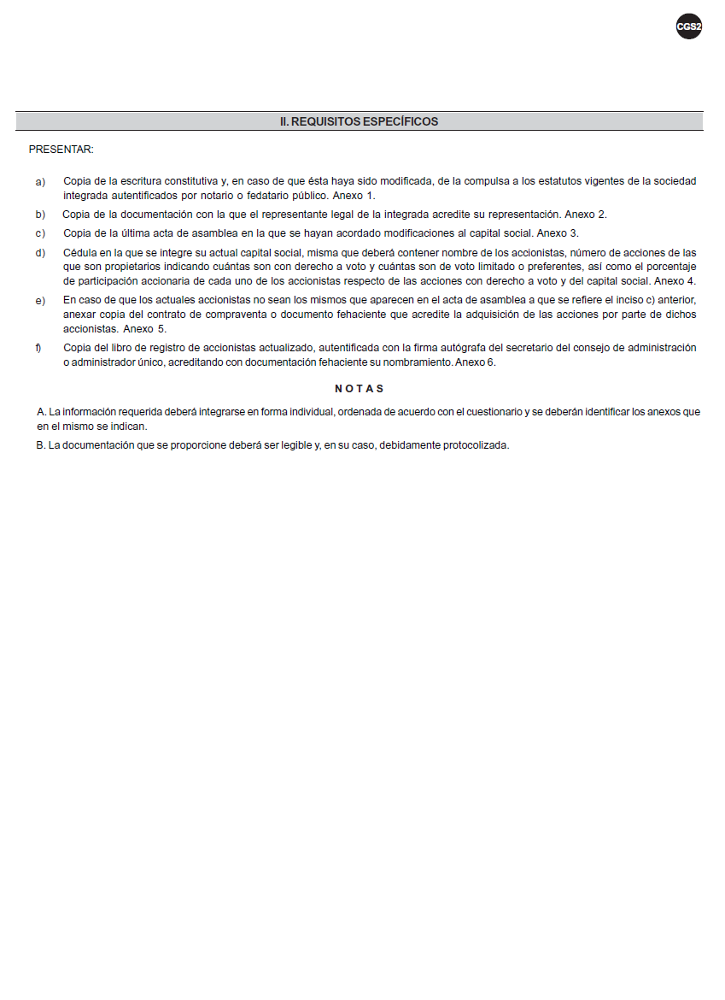 CGS2
II. REQUISITOS ESPECÍFICOS
PRESENTAR:
a) Copia de la escritura constitutiva y, en caso de que ésta haya sido modificada, de la compulsa a los estatutos vigentes de la sociedad
integrada autentificados por notario o fedatario público. Anexo 1.
b) Copia de la documentación con la que el representante legal de la integrada acredite su representación. Anexo 2.
c) Copia de la última acta de asamblea en la que se hayan acordado modificaciones al capital social. Anexo 3.
d) Cédula en la que se integre su actual capital social, misma que deberá contener nombre de los accionistas, número de acciones de las
que son propietarios indicando cuántas son con derecho a voto y cuántas son de voto limitado o preferentes, así como el porcentaje
de participación accionaria de cada uno de los accionistas respecto de las acciones con derecho a voto y del capital social. Anexo 4.
e) En caso de que los actuales accionistas no sean los mismos que aparecen en el acta de asamblea a que se refiere el inciso c) anterior,
anexar copia del contrato de compraventa o documento fehaciente que acredite la adquisición de las acciones por parte de dichos
accionistas. Anexo 5.
f) Copia del libro de registro de accionistas actualizado, autentificada con la firma autógrafa del secretario del consejo de administración
o administrador único, acreditando con documentación fehaciente su nombramiento. Anexo 6.
N O T A S
A. La información requerida deberá integrarse en forma individual, ordenada de acuerdo con el cuestionario y se deberán identificar los anexos que
en el mismo se indican.
B. La documentación que se proporcione deberá ser legible y, en su caso, debidamente protocolizada.